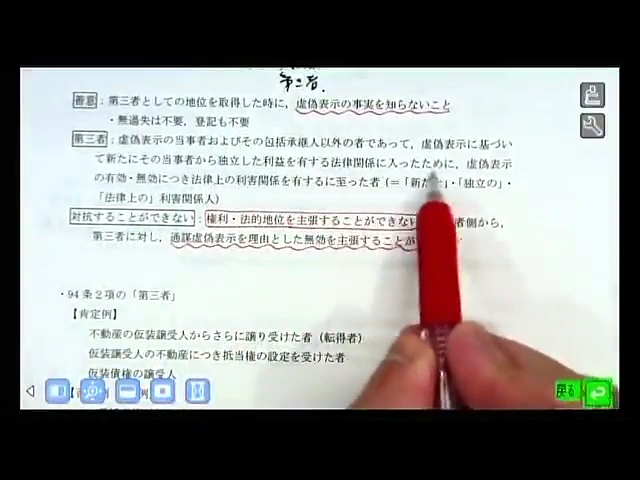 第三者.
善意：第三者としての地位を取得した時に，虚偽表示の事実を知らないこと
・無過失は不要，登記も不要
第三者：虚偽表示の当事者およびその包括承継人以外の者であって，虚偽表示に基づい
て新たにその当事者から独立した利益を有する法律関係に入ったために，虚偽表示
の有効・無効につき法律上の利害関係を有するに至った者（＝「新た 」・「独立の」・
「法律上の」利害関係人）
対抗することができない：権利・法的地位を主張することができない 者側から，
第三者に対し，通謀虚偽表示を理由とした無効を主張することが
・94 条 2 項の「第三者」
【肯定例】
不動産の仮装譲受人からさらに譲り受けた者（転得者）
仮装譲受人の不動産につき抵当権の設定を受けた者
仮装債権の譲受人
戻る